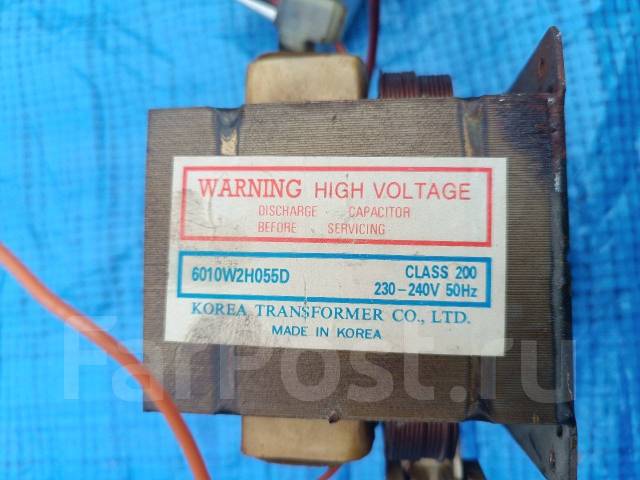 WARNING HIGH VOLTAGE
DISCHARGE CAPACITOR
BEFORE SERVICING
6010W2H055D CLASS 200
230-240V 50Hz
KOREA TRANSFORMER CO., LTD.
MADE IN KOREA
FarPost.ru